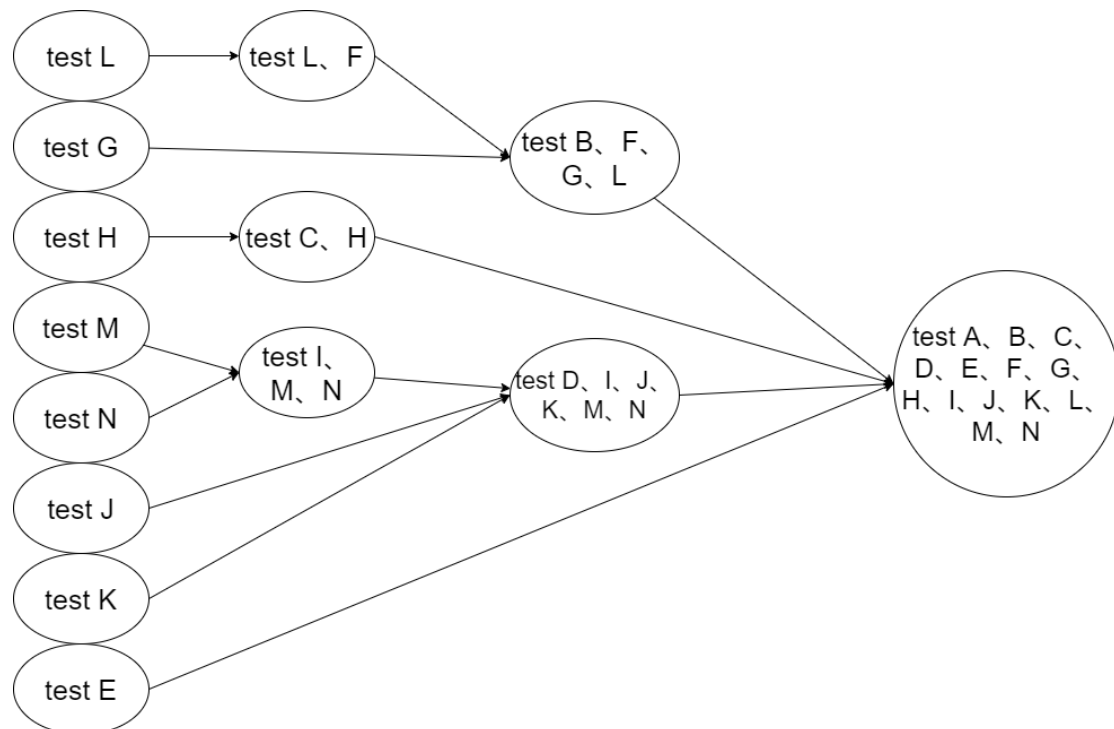 test L
test L、F
test G
test B、F、
G、L
test H
test C、H
test M
test I、
M、N
test N
test D、I、J、
K、M、N
test A、B、C、
D、E、F、G、
H、I、J、K、L、
M、N
test J
test K
test E